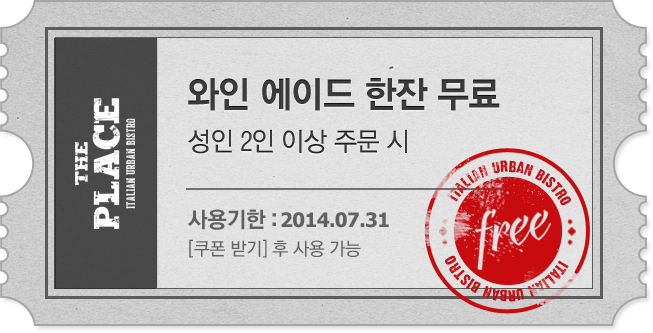 THE
PLACE
ITALIAN URBAN BISTRO
와인 에이드 한잔 무료
성인 2인 이상 주문 시
사용기한 : 2014.07.31
[쿠폰 받기] 후 사용 가능
ITALIAN URBAN BISTRO
free
ITALIAN URBAN BISTRO